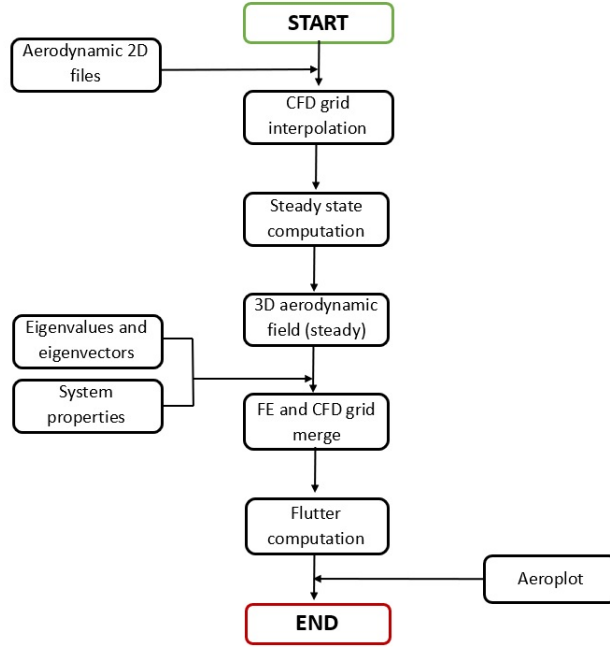 START
Aerodynamic 2D
files
CFD grid
interpolation
Steady state
computation
3D aerodynamic
field (steady)
Eigenvalues and
eigenvectors
System
properties
FE and CFD grid
merge
Flutter
computation
Aeroplot
END